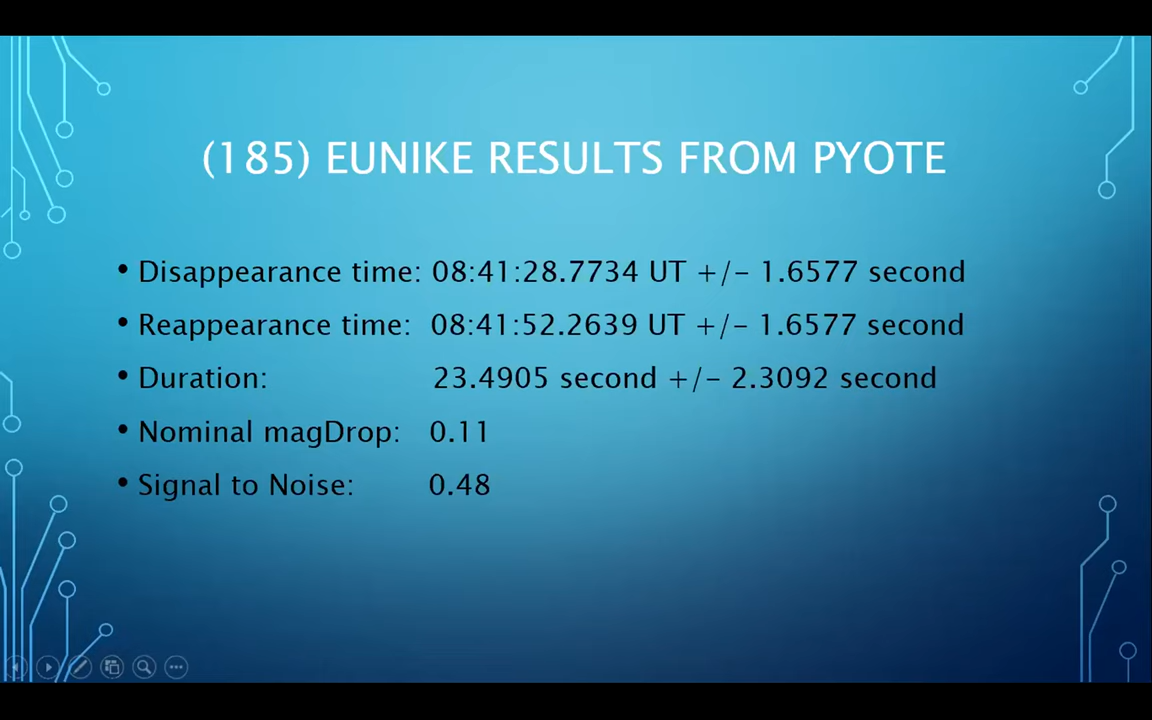 (185) EUNIKE RESULTS FROM PYOTE
• Disappearance time: 08:41:28.7734 UT +/- 1.6577 second
• Reappearance time: 08:41:52.2639 UT +/- 1.6577 second
• Duration: 23.4905 second +/- 2.3092 second
• Nominal magDrop: 0.11
• Signal to Noise: 0.48